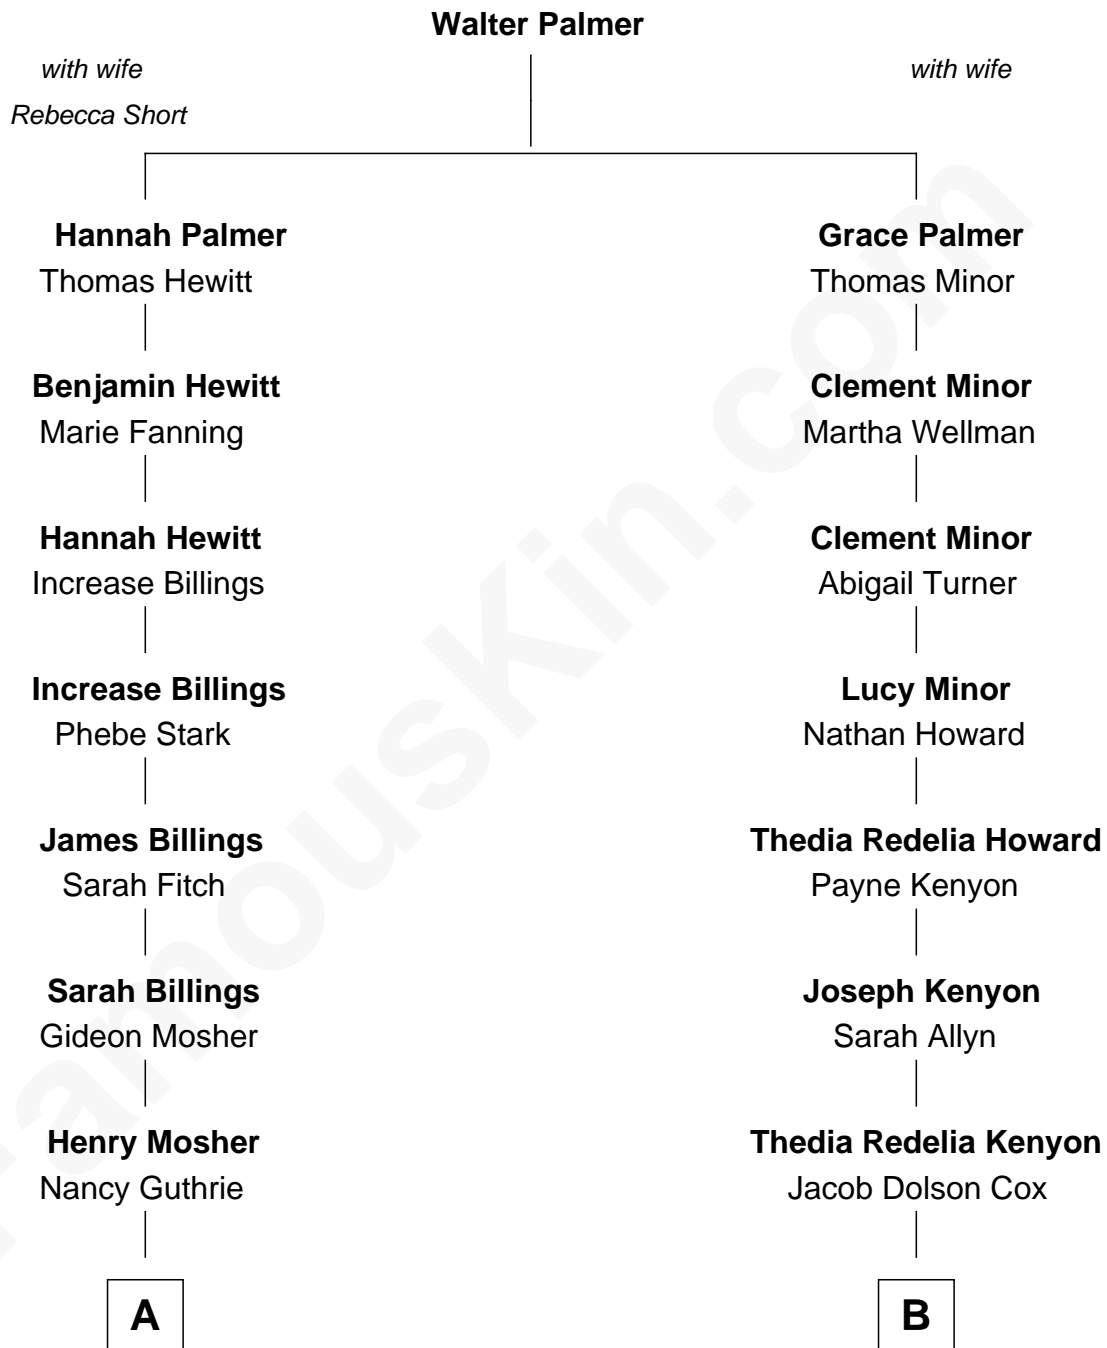 Walter Palmer
with wife
Rebecca Short
with wife
Hannah Palmer
Thomas Hewitt
Grace Palmer
Thomas Minor
Benjamin Hewitt
Marie Fanning
Clement Minor
Martha Wellman
Hannah Hewitt
Increase Billings
Clement Minor
Abigail Turner
Increase Billings
Phebe Stark
Lucy Minor
Nathan Howard
James Billings
Sarah Fitch
Thedia Redelia Howard
Payne Kenyon
Sarah Billings
Gideon Mosher
Joseph Kenyon
Sarah Allyn
Henry Mosher
Nancy Guthrie
Thedia Redelia Kenyon
Jacob Dolson Cox
A
B
FamousKin.com